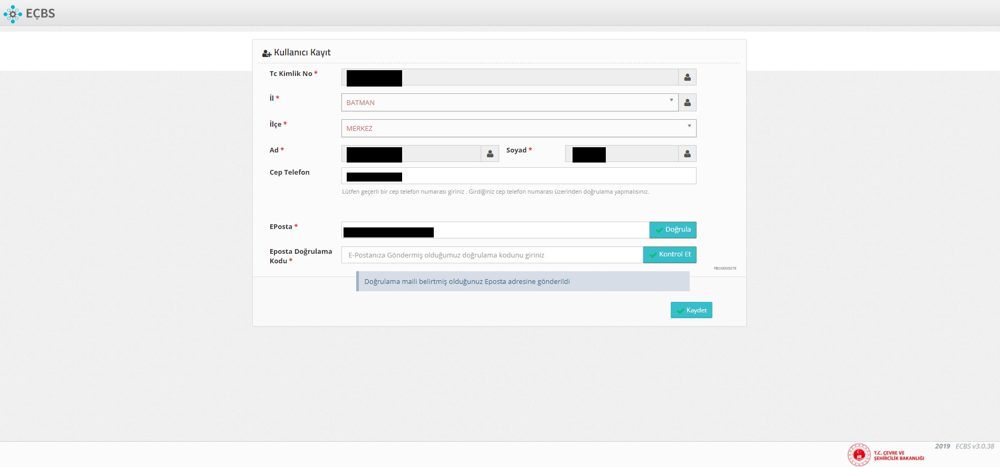 EÇBS
Kullanıcı Kayıt
Tc Kimlik No *
İl *
BATMAN
İlçe *
MERKEZ
Ad *
Soyad *
Cep Telefon
Lütfen geçerli bir cep telefon numarası giriniz . Girdiğiniz cep telefon numarası üzerinden doğrulama yapmalısınız.
EPosta *
Doğrula
Eposta Doğrulama
Kodu *
E-Postanıza Göndermiş olduğumuz doğrulama kodunu giriniz
Kontrol Et
FBSM000078
Doğrulama maili belirtmiş olduğunuz Eposta adresine gönderildi
Kaydet
T.C. ÇEVRE VE
ŞEHİRCİLİK BAKANLIĞI
2019 ECBS v3.0.38